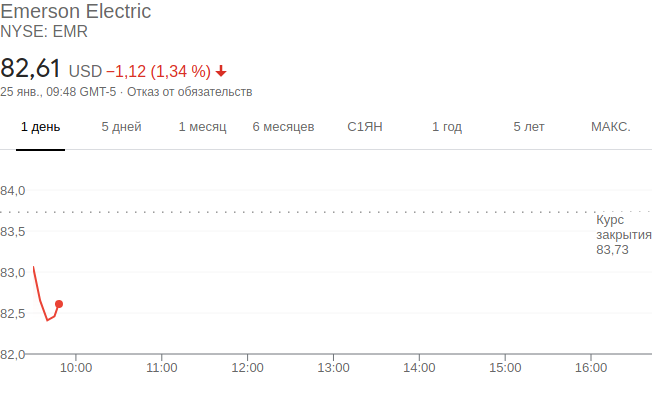 Emerson Electric
NYSE: EMR
82,61 USD −1,12 (1,34 %)
25 янв., 09:48 GMT-5 · Отказ от обязательств
1 день 5 дней 1 месяц 6 месяцев С1ЯН 1 год 5 лет МАКС.
84,0
Курс
закрытия
83,73
83,5
83,0
82,5
82,0
10:00 11:00 12:00 13:00 14:00 15:00 16:00